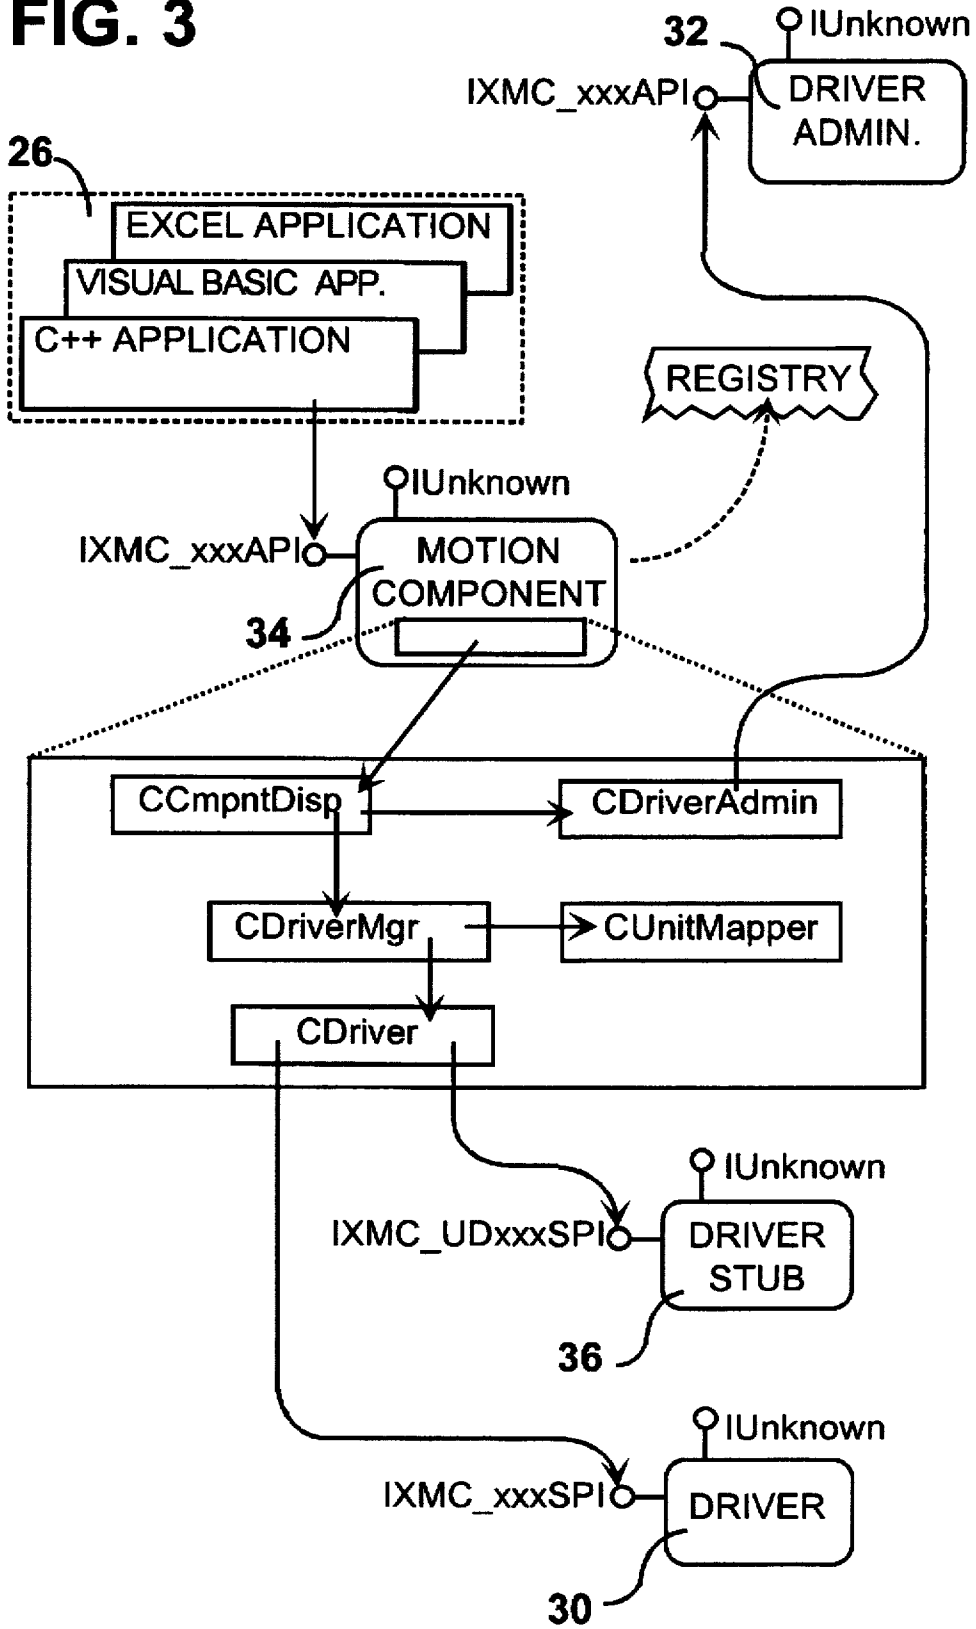 FIG. 3
32
IUnknown
IXMC_xxxAPI
DRIVER
ADMIN.
26
EXCEL APPLICATION
VISUAL BASIC APP.
C++ APPLICATION
REGISTRY
IUnknown
IXMC_xxxAPI
MOTION
COMPONENT
34
CCmpntDisp
CDriverAdmin
CDriverMgr
CUnitMapper
CDriver
IUnknown
IXMC_UDxxxSPI
DRIVER
STUB
36
IUnknown
IXMC_xxxSPI
DRIVER
30